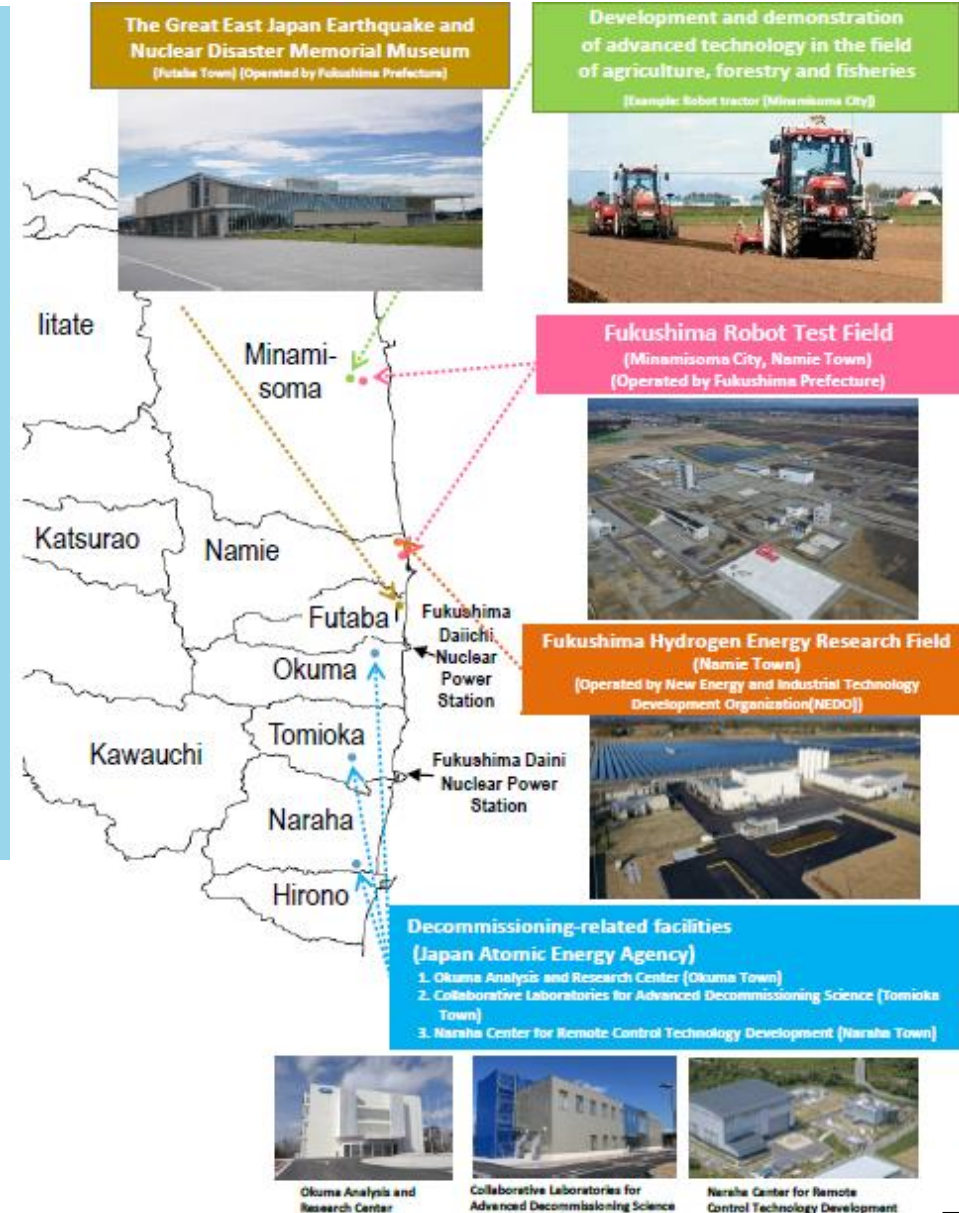 The Great East Japan Earthquake and
Nuclear Disaster Memorial Museum
(Futaba Town) (Operated by Fukushima Prefecture)
Development and demonstration
of advanced technology in the field
of agriculture, forestry and fisheries
(Example: Robot tractor (Minamisoma City))
Iitate
Minami-
soma
Fukushima Robot Test Field
(Minamisoma City, Namie Town)
(Operated by Fukushima Prefecture)
Katsurao
Namie
Futaba
Fukushima
Daiichi
Nuclear
Power
Station
Okuma
Fukushima Hydrogen Energy Research Field
(Namie Town)
(Operated by New Energy and Industrial Technology
Development Organization(NEDO))
Tomioka
Kawauchi
Fukushima Daini
Nuclear Power
Station
Naraha
Hirono
Decommissioning-related facilities
(Japan Atomic Energy Agency)
1. Okuma Analysis and Research Center (Okuma Town)
2. Collaborative Laboratories for Advanced Decommissioning Science (Tomioka
Town)
3. Naraha Center for Remote Control Technology Development (Naraha Town)
Okuma Analysis and
Research Center
Collaborative Laboratories for
Advanced Decommissioning Science
Naraha Center for Remote
Control Technology Development